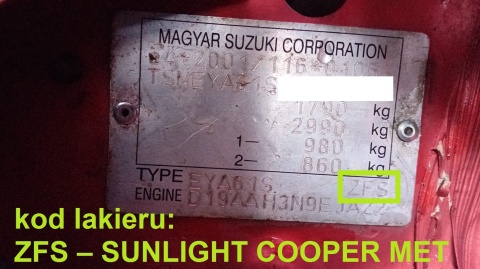 MAGYAR SUZUKI CORPORATION
1790 kg
2990 kg
1— 980 kg
2— 860 kg
TYPE EYA61S ZFS
ENGINE
kod lakieru:
ZFS – SUNLIGHT COOPER MET